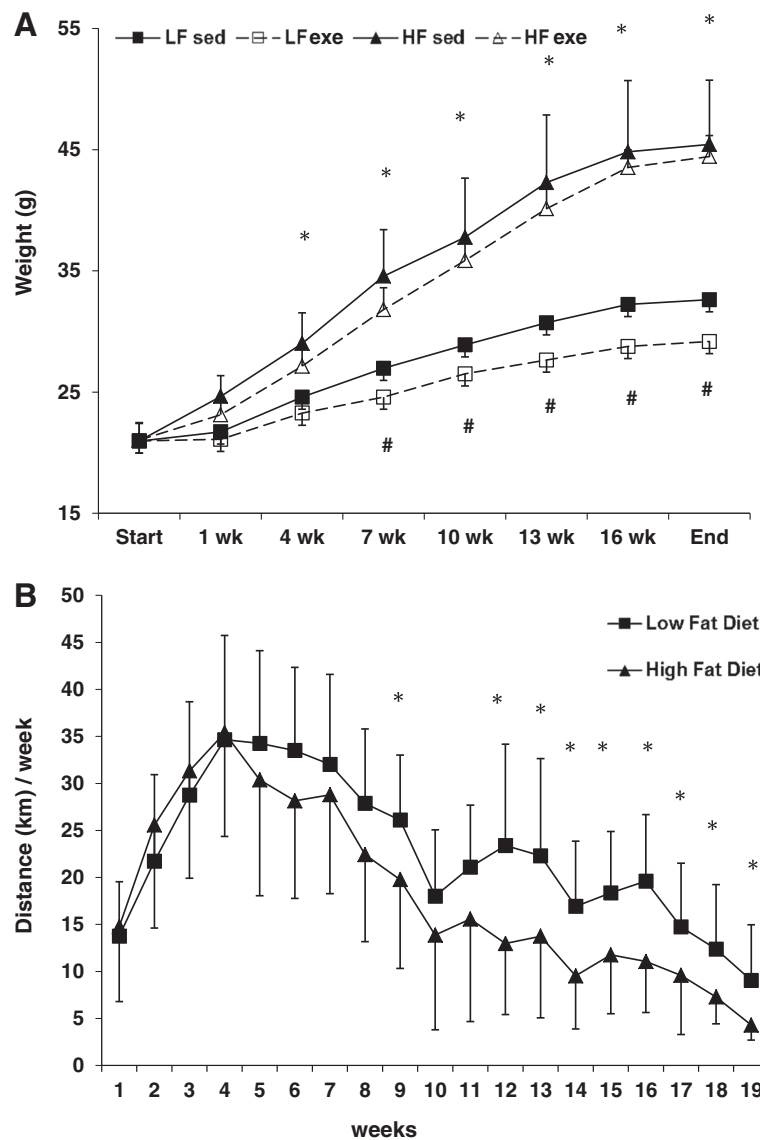 A
55
LF sed LF exe HF sed HF exe
* * * * * *
45
Weight (g)
35
25
# # # # #
15
Start 1 wk 4 wk 7 wk 10 wk 13 wk 16 wk End
B
50
Low Fat Diet
45
High Fat Diet
40
* * * * * * * * *
35
Distance (km) / week
30
25
20
15
10
5
0
1 2 3 4 5 6 7 8 9 10 11 12 13 14 15 16 17 18 19
weeks